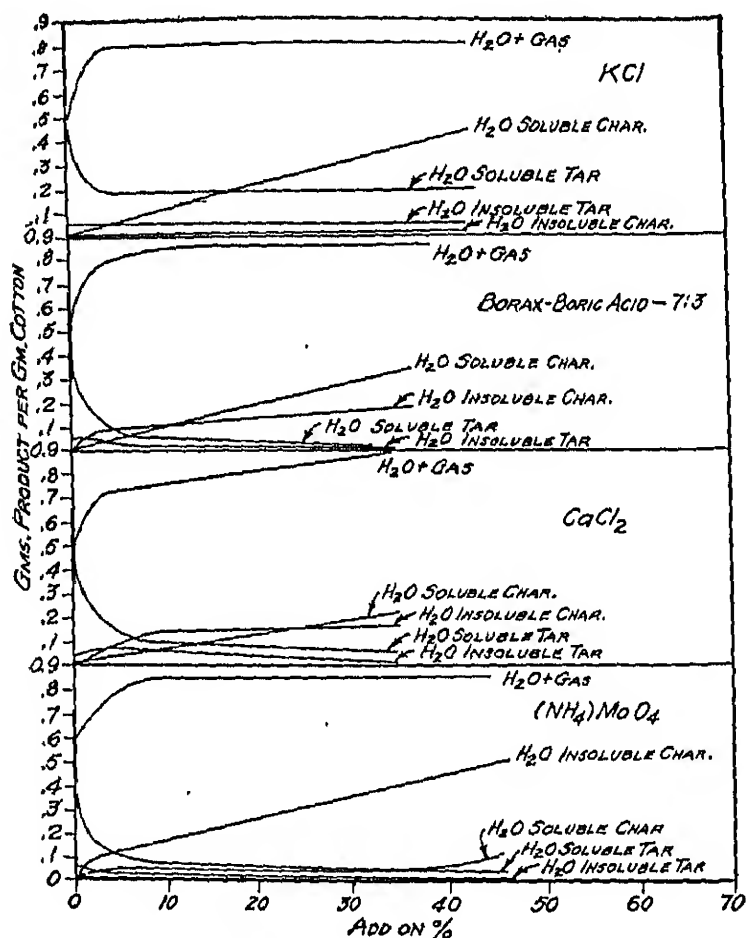 .9
.8
.7
.6
.5
.4
.3
.2
.1
0.9
.8
.7
.6
.5
.4
.3
.2
.1
0.9
.8
.7
.6
.5
.4
.3
.2
.1
0.9
.8
.7
.6
.5
.4
.3
.2
.1
0
GMS. PRODUCT PER GM. COTTON
H₂O + GAS
KCl
H₂O SOLUBLE CHAR.
H₂O SOLUBLE TAR
H₂O INSOLUBLE TAR
H₂O INSOLUBLE CHAR.
H₂O + GAS
BORAX-BORIC ACID - 7:3
H₂O SOLUBLE CHAR.
H₂O INSOLUBLE CHAR.
H₂O SOLUBLE TAR
H₂O INSOLUBLE TAR
H₂O + GAS
CaCl₂
H₂O SOLUBLE CHAR.
H₂O INSOLUBLE CHAR.
H₂O SOLUBLE TAR
H₂O INSOLUBLE TAR
H₂O + GAS
(NH₄)MoO₄
H₂O INSOLUBLE CHAR.
H₂O SOLUBLE CHAR
H₂O SOLUBLE TAR
H₂O INSOLUBLE TAR
0 10 20 30 40 50 60 70
ADD ON %